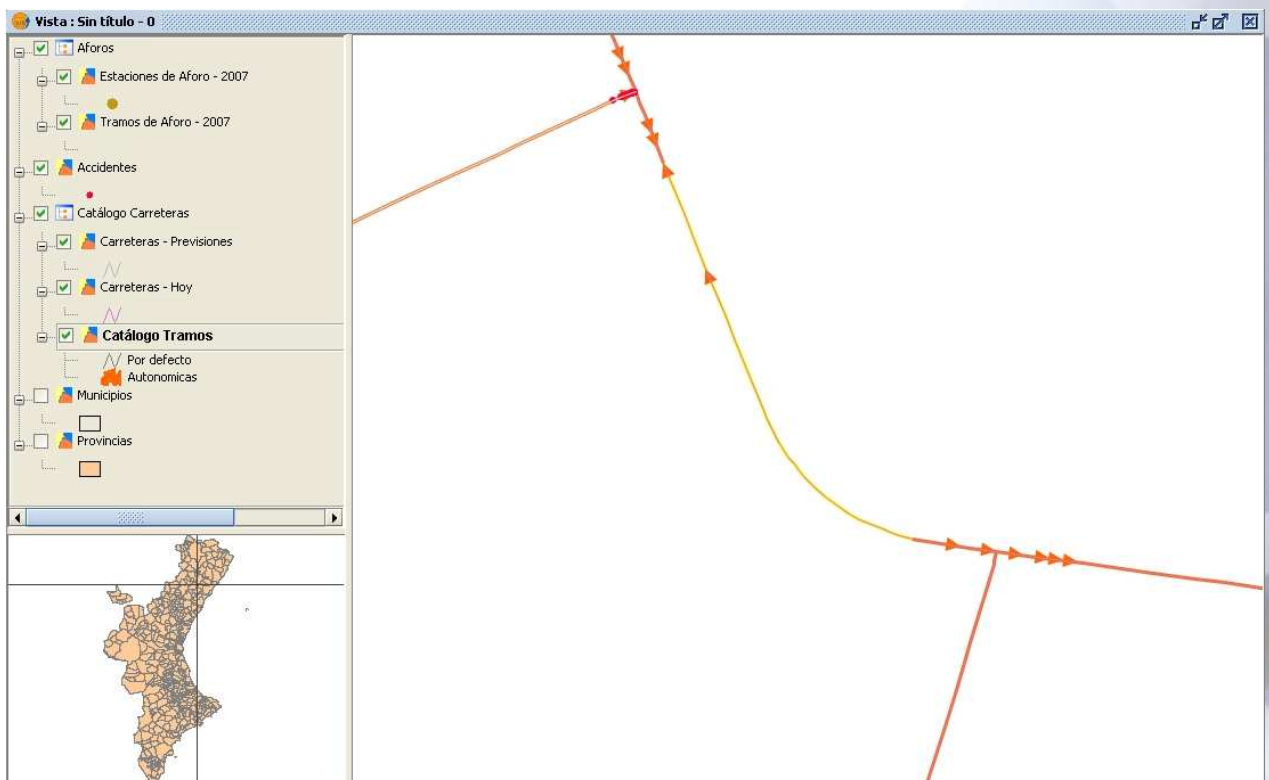 Vista : Sin título - 0
Aforos
Estaciones de Aforo - 2007
Tramos de Aforo - 2007
Accidentes
Catálogo Carreteras
Carreteras - Previsiones
Carreteras - Hoy
Catálogo Tramos
Por defecto
Autonomicas
Municipios
Provincias